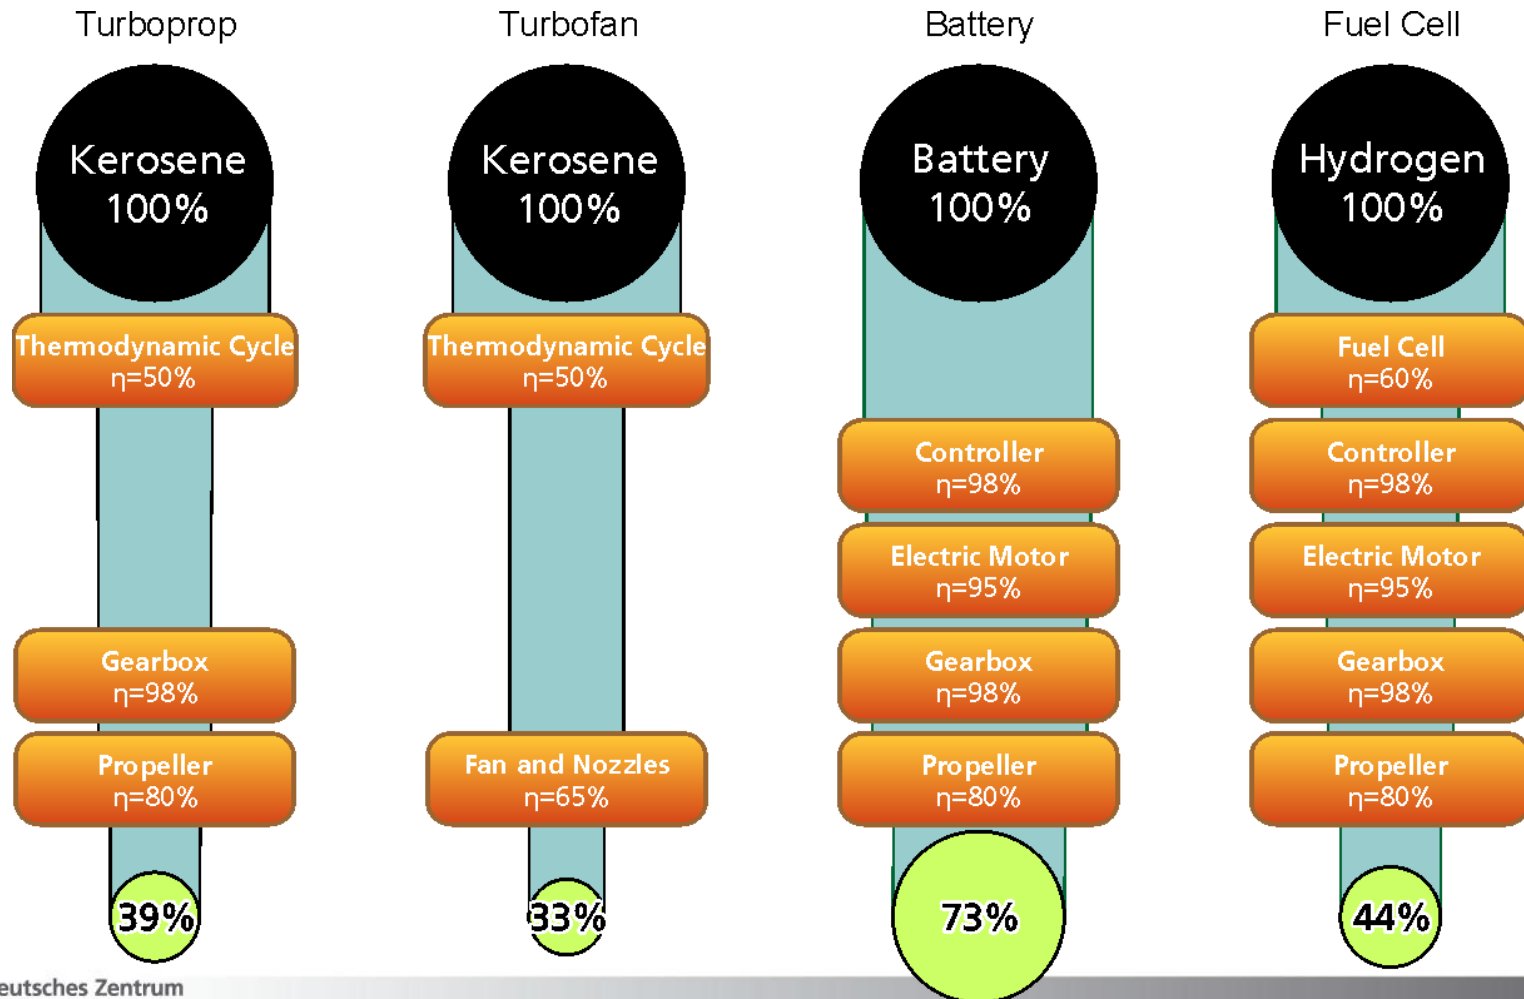 Turboprop
Kerosene
100%
Thermodynamic Cycle
η=50%
Gearbox
η=98%
Propeller
η=80%
39%
Turbofan
Kerosene
100%
Thermodynamic Cycle
η=50%
Fan and Nozzles
η=65%
33%
Battery
Battery
100%
Controller
η=98%
Electric Motor
η=95%
Gearbox
η=98%
Propeller
η=80%
73%
Fuel Cell
Hydrogen
100%
Fuel Cell
η=60%
Controller
η=98%
Electric Motor
η=95%
Gearbox
η=98%
Propeller
η=80%
44%
eutsches Zentrum